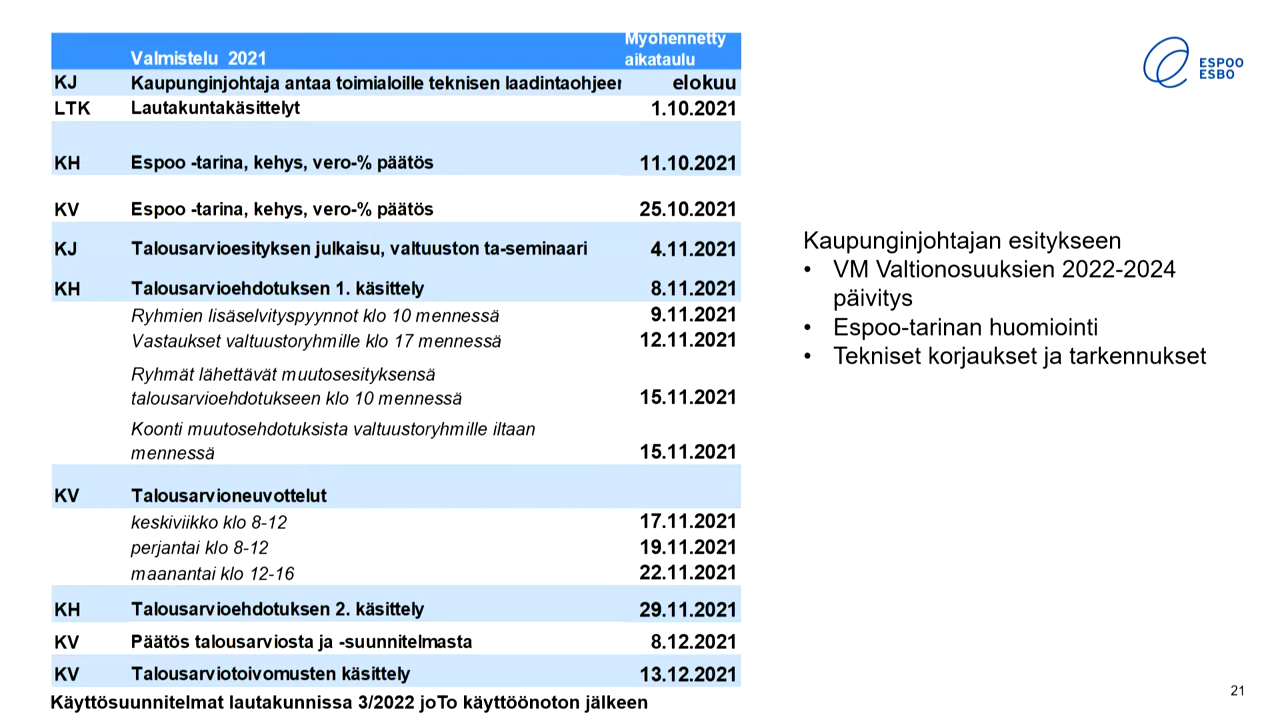 Myöhennetty
Valmistelu 2021 aikataulu
KJ Kaupunginjohtaja antaa toimialoille teknisen laadintaohjeen elokuu
LTK Lautakuntakäsittelyt 1.10.2021
KH Espoo -tarina, kehys, vero-% päätös 11.10.2021
KV Espoo -tarina, kehys, vero-% päätös 25.10.2021
KJ Talousarvioesityksen julkaisu, valtuuston ta-seminaari 4.11.2021
KH Talousarvioehdotuksen 1. käsittely 8.11.2021
Ryhmien lisäselvityspyynnot klo 10 mennessä 9.11.2021
Vastaukset valtuustoryhmille klo 17 mennessä 12.11.2021
Ryhmät lähettävät muutosesityksensä
talousarvioehdotukseen klo 10 mennessä 15.11.2021
Koonti muutosehdotuksista valtuustoryhmille iltaan
mennessä 15.11.2021
KV Talousarvioneuvottelut
keskiviikko klo 8-12 17.11.2021
perjantai klo 8-12 19.11.2021
maanantai klo 12-16 22.11.2021
KH Talousarvioehdotuksen 2. käsittely 29.11.2021
KV Päätös talousarviosta ja -suunnitelmasta 8.12.2021
KV Talousarviotoivomusten käsittely 13.12.2021
Käyttösuunnitelmat lautakunnissa 3/2022 joTo käyttöönoton jälkeen
Kaupunginjohtajan esitykseen
• VM Valtionosuuksien 2022-2024
päivitys
• Espoo-tarinan huomiointi
• Tekniset korjaukset ja tarkennukset
ESPOO
ESBO
21